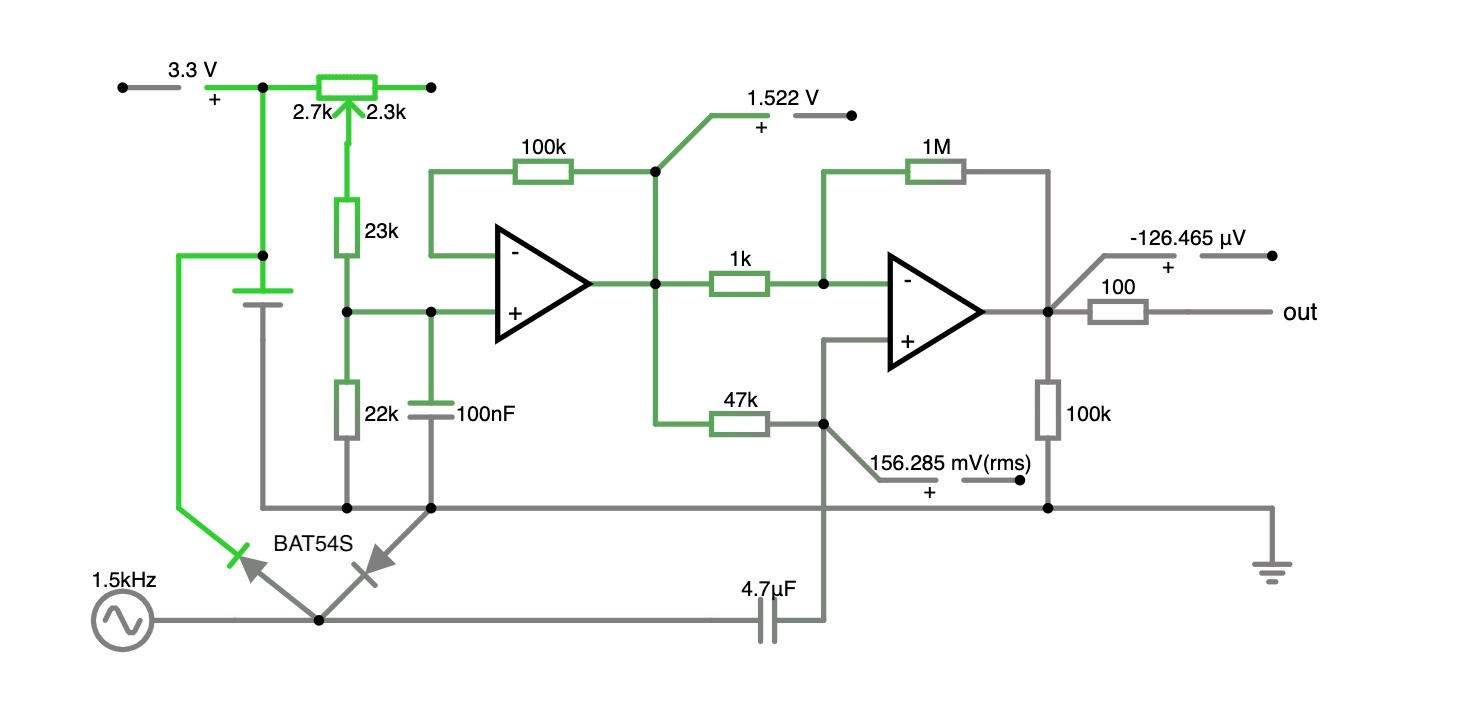 3.3 V
+
2.7k
2.3k
1.522 V
+
100k
1M
23k
-
+
1k
-
+
-126.465 µV
+
100
out
22k
100nF
47k
100k
156.285 mV(rms)
+
BAT54S
1.5kHz
4.7µF